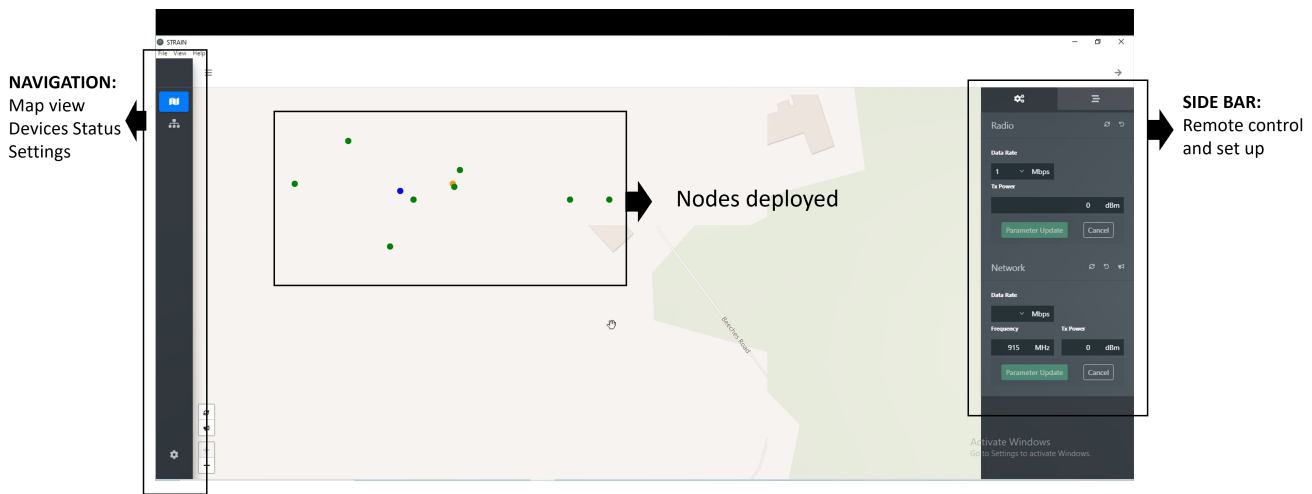 STRAIN
File View Help
NAVIGATION:
Map view
Devices Status
Settings
Nodes deployed
Beeches Road
Radio
Data Rate
1 Mbps
Tx Power
0 dBm
Parameter Update Cancel
Network
Data Rate
Mbps
Frequency Tx Power
915 MHz 0 dBm
Parameter Update Cancel
Activate Windows
Go to Settings to activate Windows.
SIDE BAR:
Remote control
and set up